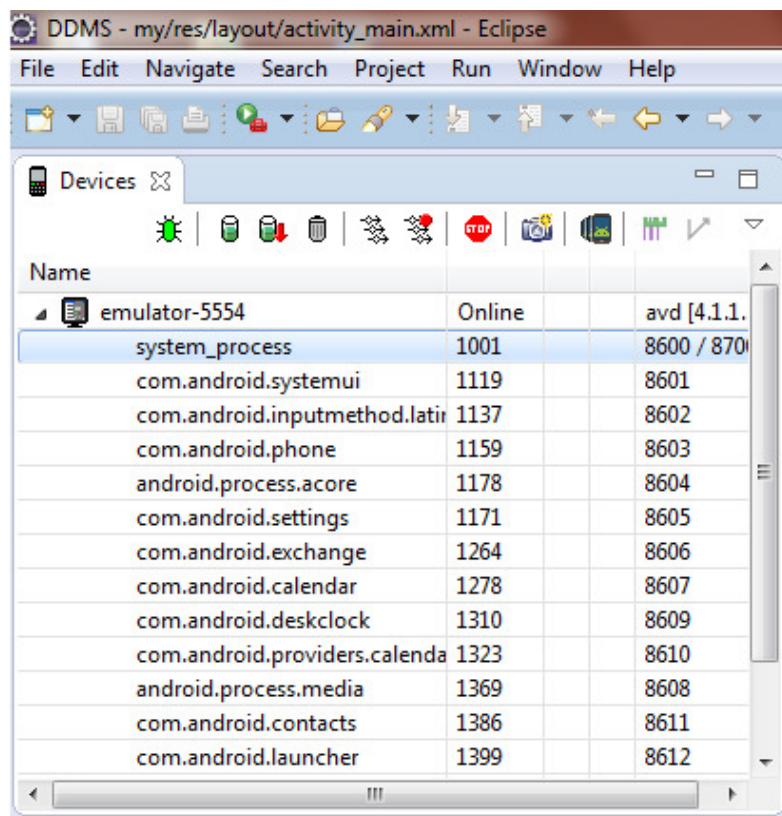 DDMS - my/res/layout/activity_main.xml - Eclipse
File Edit Navigate Search Project Run Window Help
Devices
STOP
Name
emulator-5554 Online avd [4.1.1.
system_process 1001 8600 / 870
com.android.systemui 1119 8601
com.android.inputmethod.latin 1137 8602
com.android.phone 1159 8603
android.process.acore 1178 8604
com.android.settings 1171 8605
com.android.exchange 1264 8606
com.android.calendar 1278 8607
com.android.deskclock 1310 8609
com.android.providers.calenda 1323 8610
android.process.media 1369 8608
com.android.contacts 1386 8611
com.android.launcher 1399 8612